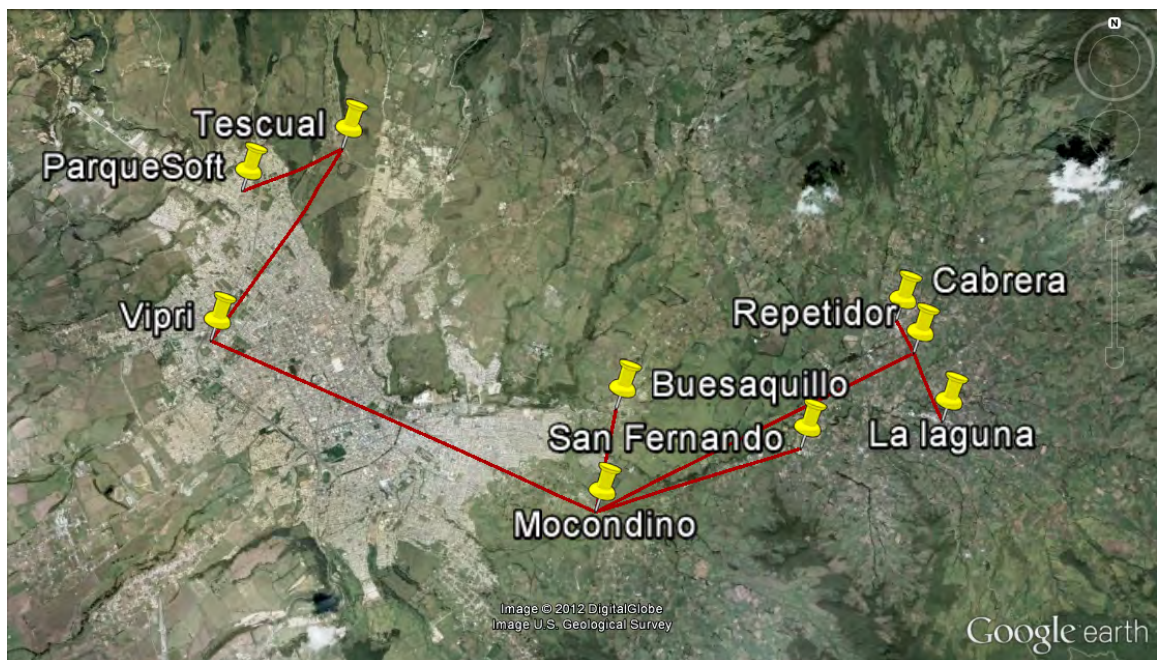 N
Tescual
ParqueSoft
Cabrera
Vipri
Repetidor
Buesaquillo
San Fernando
La laguna
Mocondino
Image © 2012 DigitalGlobe
Image U.S. Geological Survey
Google earth